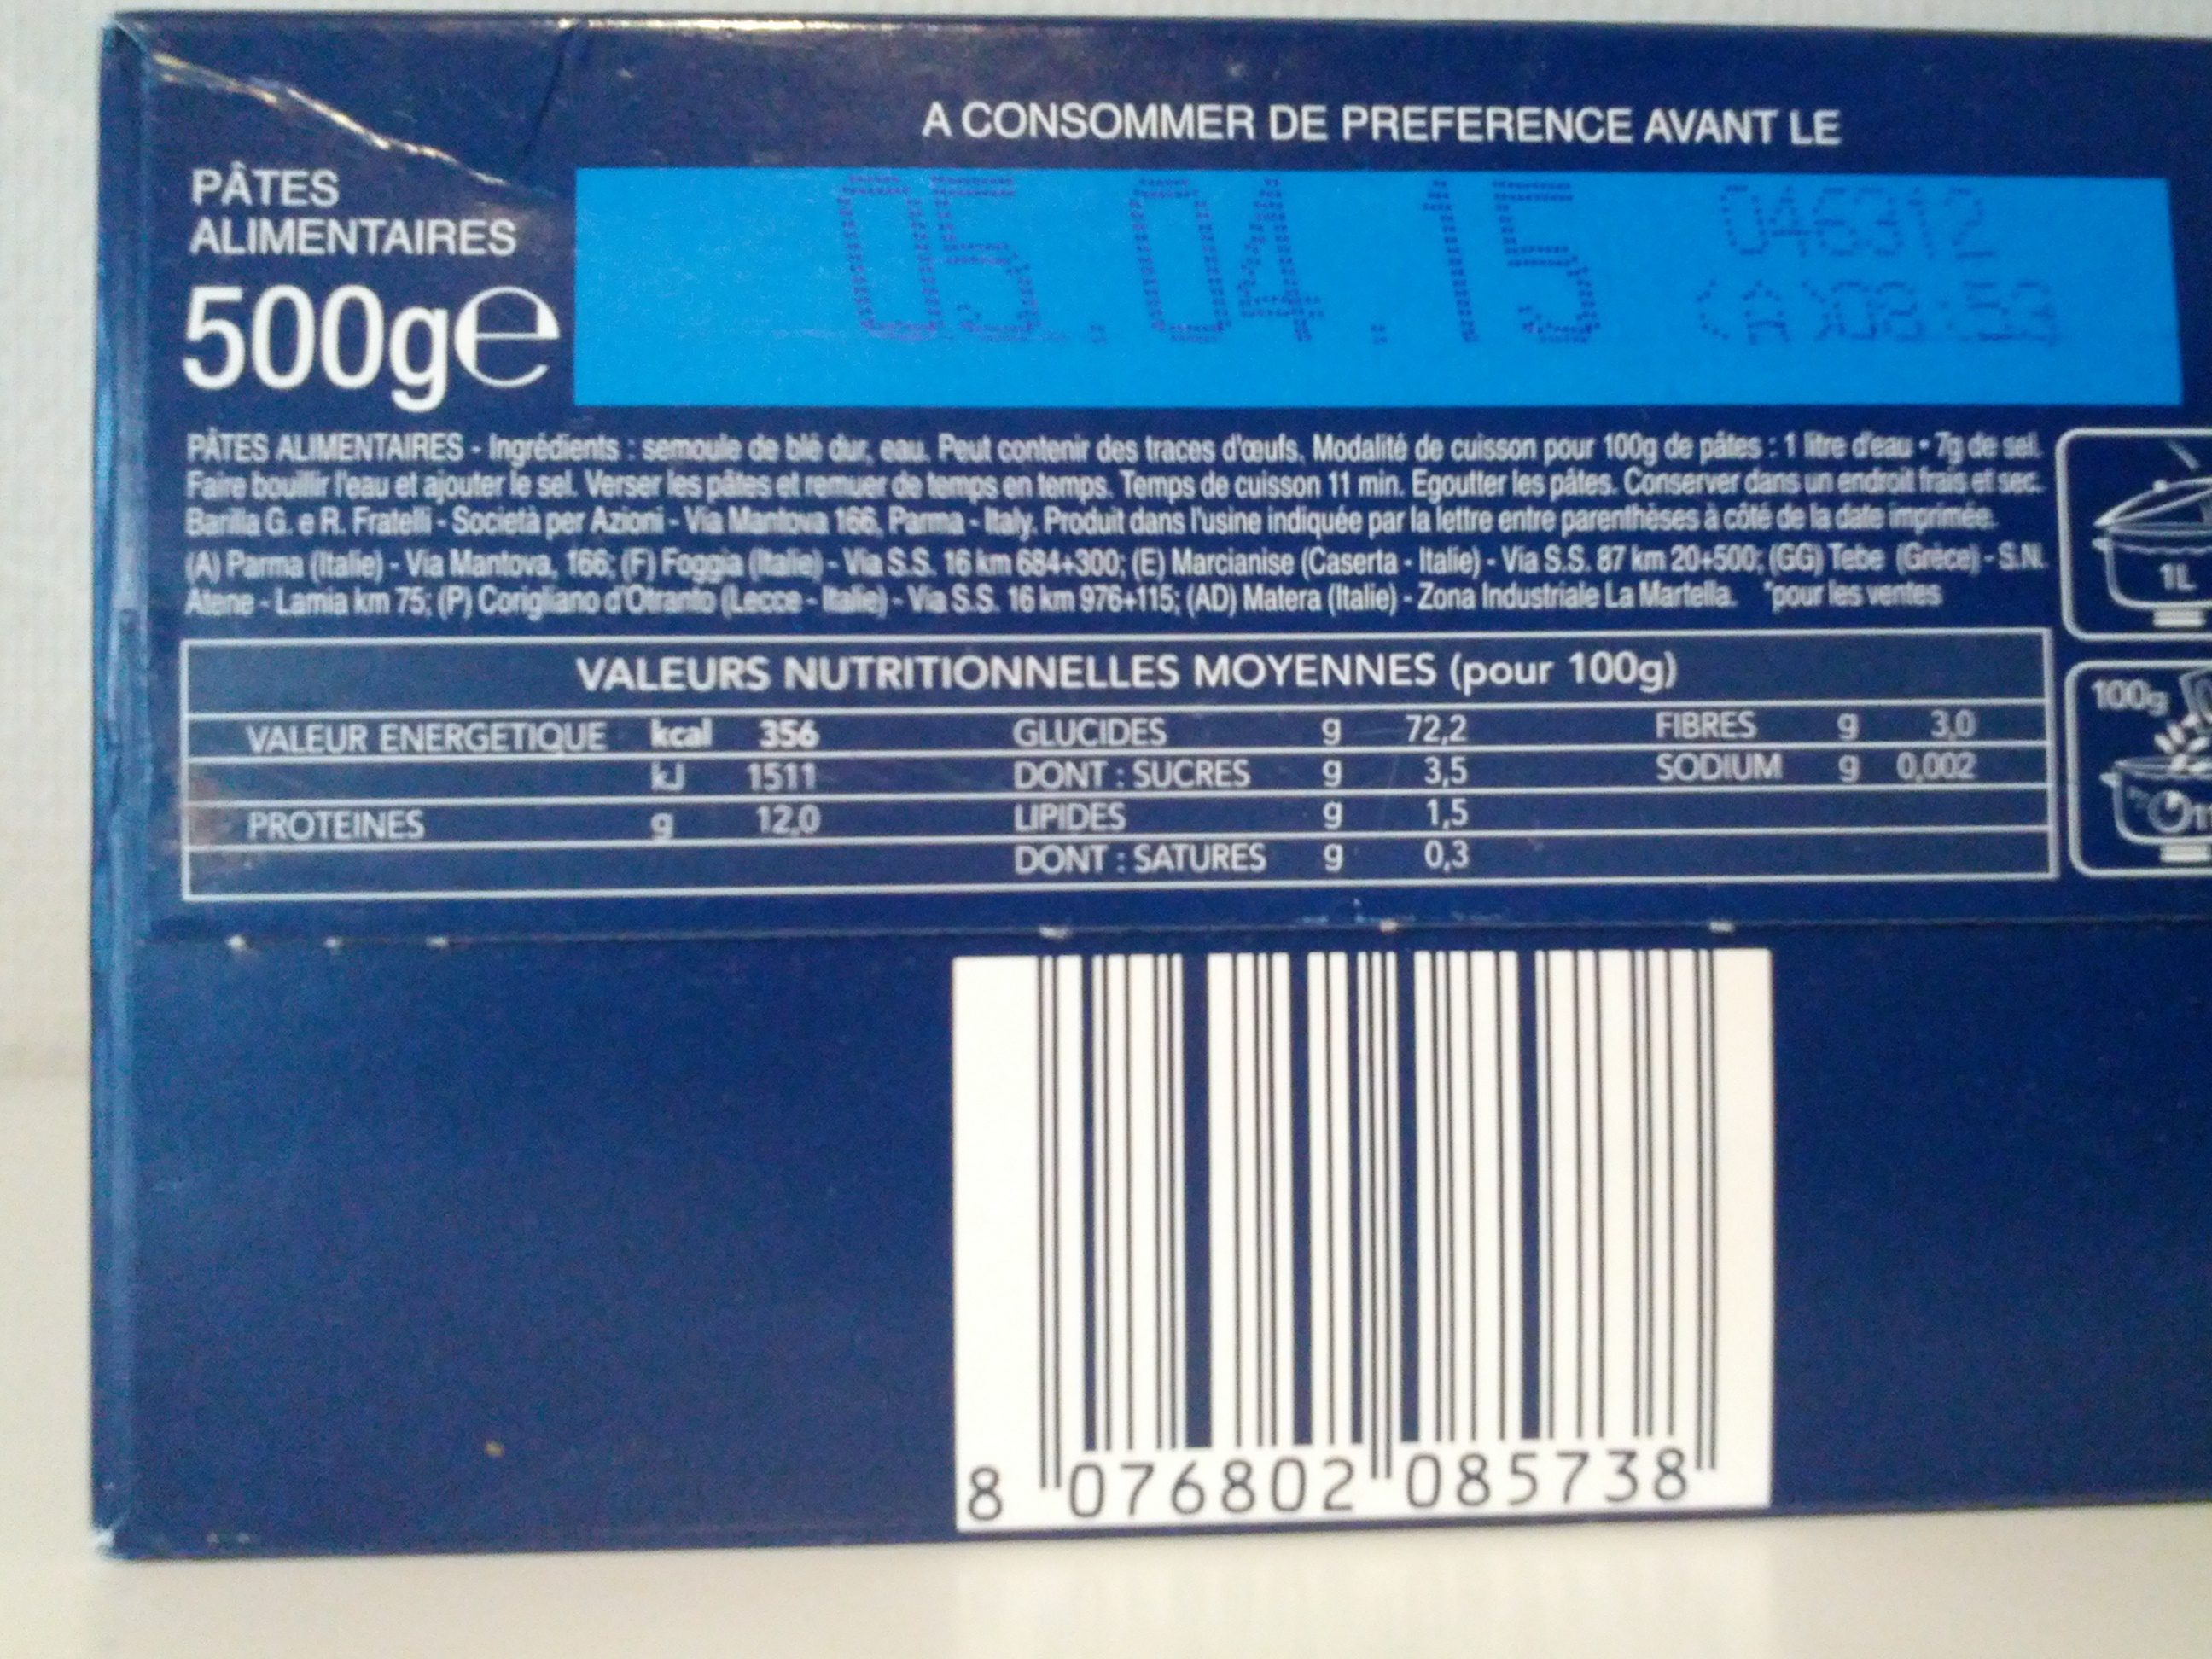 A CONSOMMER DE PREFERENCE AVANT LE
PÂTES
ALIMENTAIRES
500g℮
05.04.15
046312
(A)08:53
PÂTES ALIMENTAIRES - Ingrédients : semoule de blé dur, eau. Peut contenir des traces d'œufs. Modalité de cuisson pour 100g de pâtes : 1 litre d'eau • 7g de sel.
Faire bouillir l'eau et ajouter le sel. Verser les pâtes et remuer de temps en temps. Temps de cuisson 11 min. Egoutter les pâtes. Conserver dans un endroit frais et sec.
Barilla G. e R. Fratelli - Società per Azioni - Via Mantova 166, Parma - Italy. Produit dans l'usine indiquée par la lettre entre parenthèses à côté de la date imprimée.
(A) Parma (Italie) - Via Mantova, 166; (F) Foggia (Italie) - Via S.S. 16 km 684+300; (E) Marcianise (Caserta - Italie) - Via S.S. 87 km 20+500; (GG) Tebe (Grèce) - S.N.
Atene - Lamia km 75; (P) Corigliano d'Otranto (Lecce - Italie) - Via S.S. 16 km 976+115; (AD) Matera (Italie) - Zona Industriale La Martella. *pour les ventes
1L
100g
VALEURS NUTRITIONNELLES MOYENNES (pour 100g)
VALEUR ENERGETIQUE kcal 356 GLUCIDES g 72,2 FIBRES g 3,0
kJ 1511 DONT : SUCRES g 3,5 SODIUM g 0,002
PROTEINES g 12,0 LIPIDES g 1,5
DONT : SATURES g 0,3
8 076802 085738